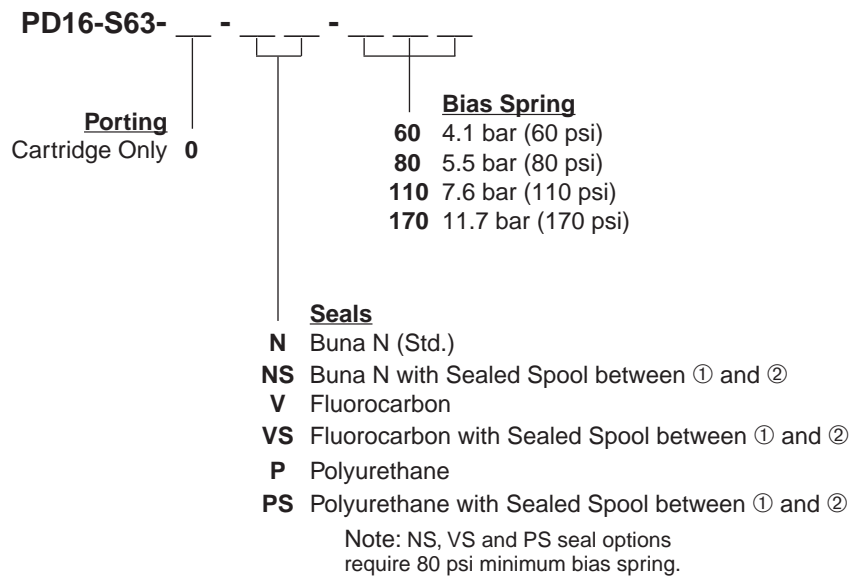 PD16-S63- __ - __ __ - __ __ __
Porting
Cartridge Only 0
Bias Spring
60 4.1 bar (60 psi)
80 5.5 bar (80 psi)
110 7.6 bar (110 psi)
170 11.7 bar (170 psi)
Seals
N Buna N (Std.)
NS Buna N with Sealed Spool between ① and ②
V Fluorocarbon
VS Fluorocarbon with Sealed Spool between ① and ②
P Polyurethane
PS Polyurethane with Sealed Spool between ① and ②
Note: NS, VS and PS seal options
require 80 psi minimum bias spring.